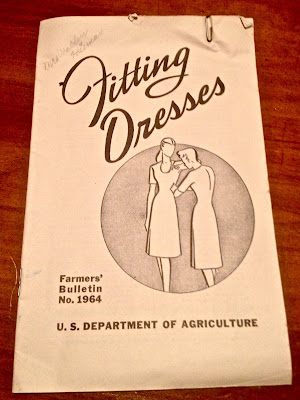 Fitting
Dresses
Farmers'
Bulletin
No. 1964
U. S. DEPARTMENT OF AGRICULTURE